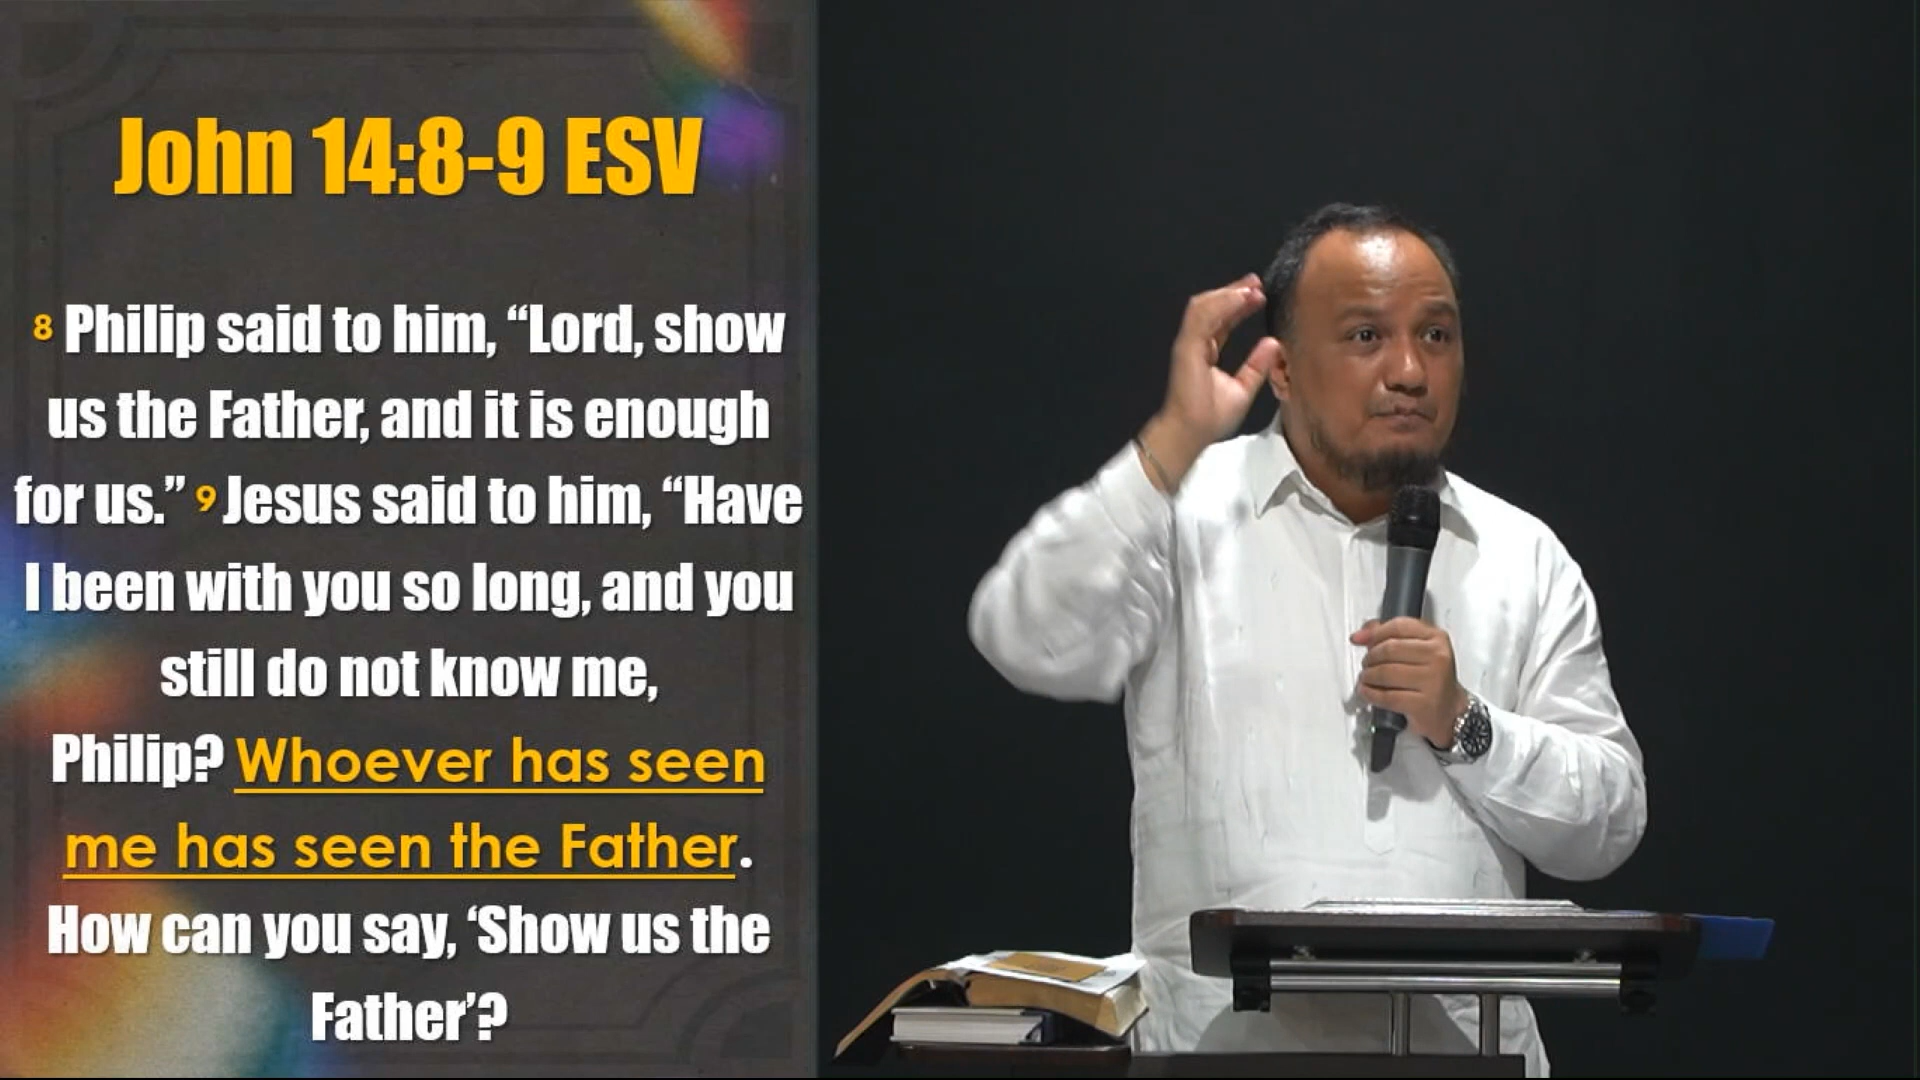 John 14:8-9 ESV
8 Philip said to him, “Lord, show
us the Father, and it is enough
for us.” 9 Jesus said to him, “Have
I been with you so long, and you
still do not know me,
Philip? Whoever has seen
me has seen the Father.
How can you say, ‘Show us the
Father’?